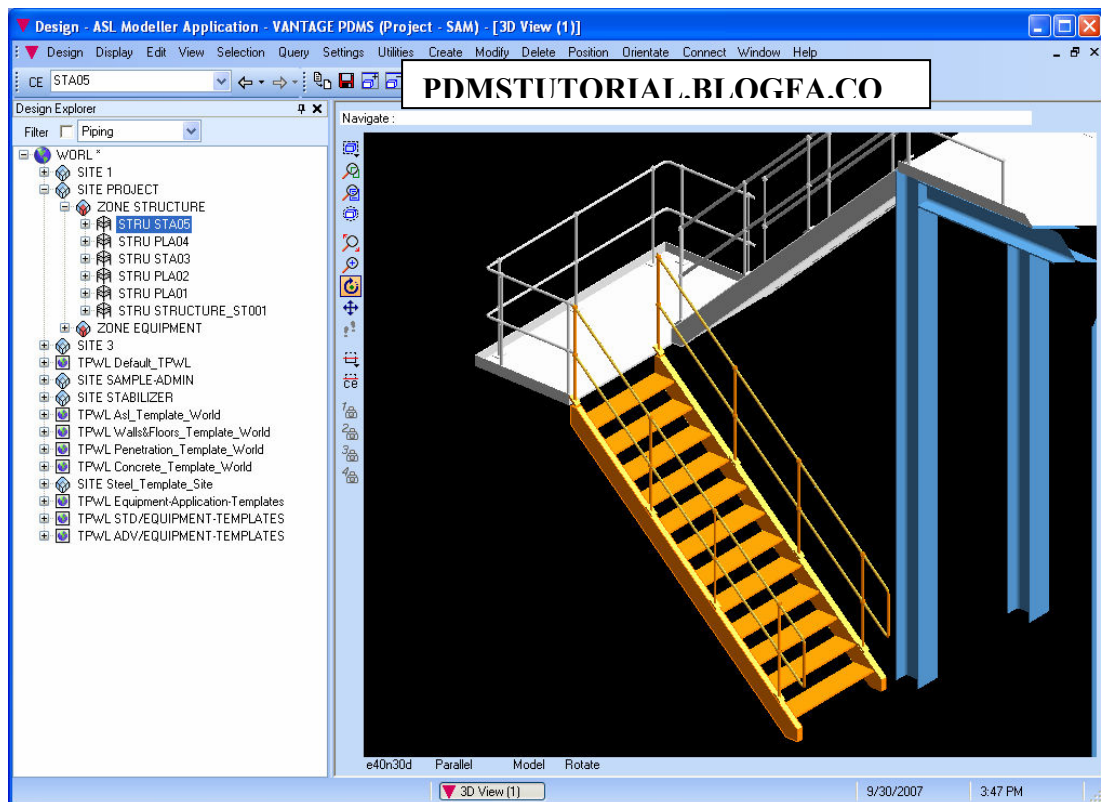 Design - ASL Modeller Application - VANTAGE PDMS (Project - SAM) - [3D View (1)]
Design Display Edit View Selection Query Settings Utilities Create Modify Delete Position Orientate Connect Window Help
CE STA05
PDMSTUTORIAL.BLOGFA.CO
Design Explorer
Filter Piping
Navigate :
WORL *
SITE 1
SITE PROJECT
ZONE STRUCTURE
STRU STA05
STRU PLA04
STRU STA03
STRU PLA02
STRU PLA01
STRU STRUCTURE_ST001
ZONE EQUIPMENT
SITE 3
TPWL Default_TPWL
SITE SAMPLE-ADMIN
SITE STABILIZER
TPWL Asl_Template_World
TPWL Walls&Floors_Template_World
TPWL Penetration_Template_World
TPWL Concrete_Template_World
SITE Steel_Template_Site
TPWL Equipment-Application-Templates
TPWL STD/EQUIPMENT-TEMPLATES
TPWL ADV/EQUIPMENT-TEMPLATES
ce
1
2
3
4
e40n30d Parallel Model Rotate
3D View (1)
9/30/2007 3:47 PM